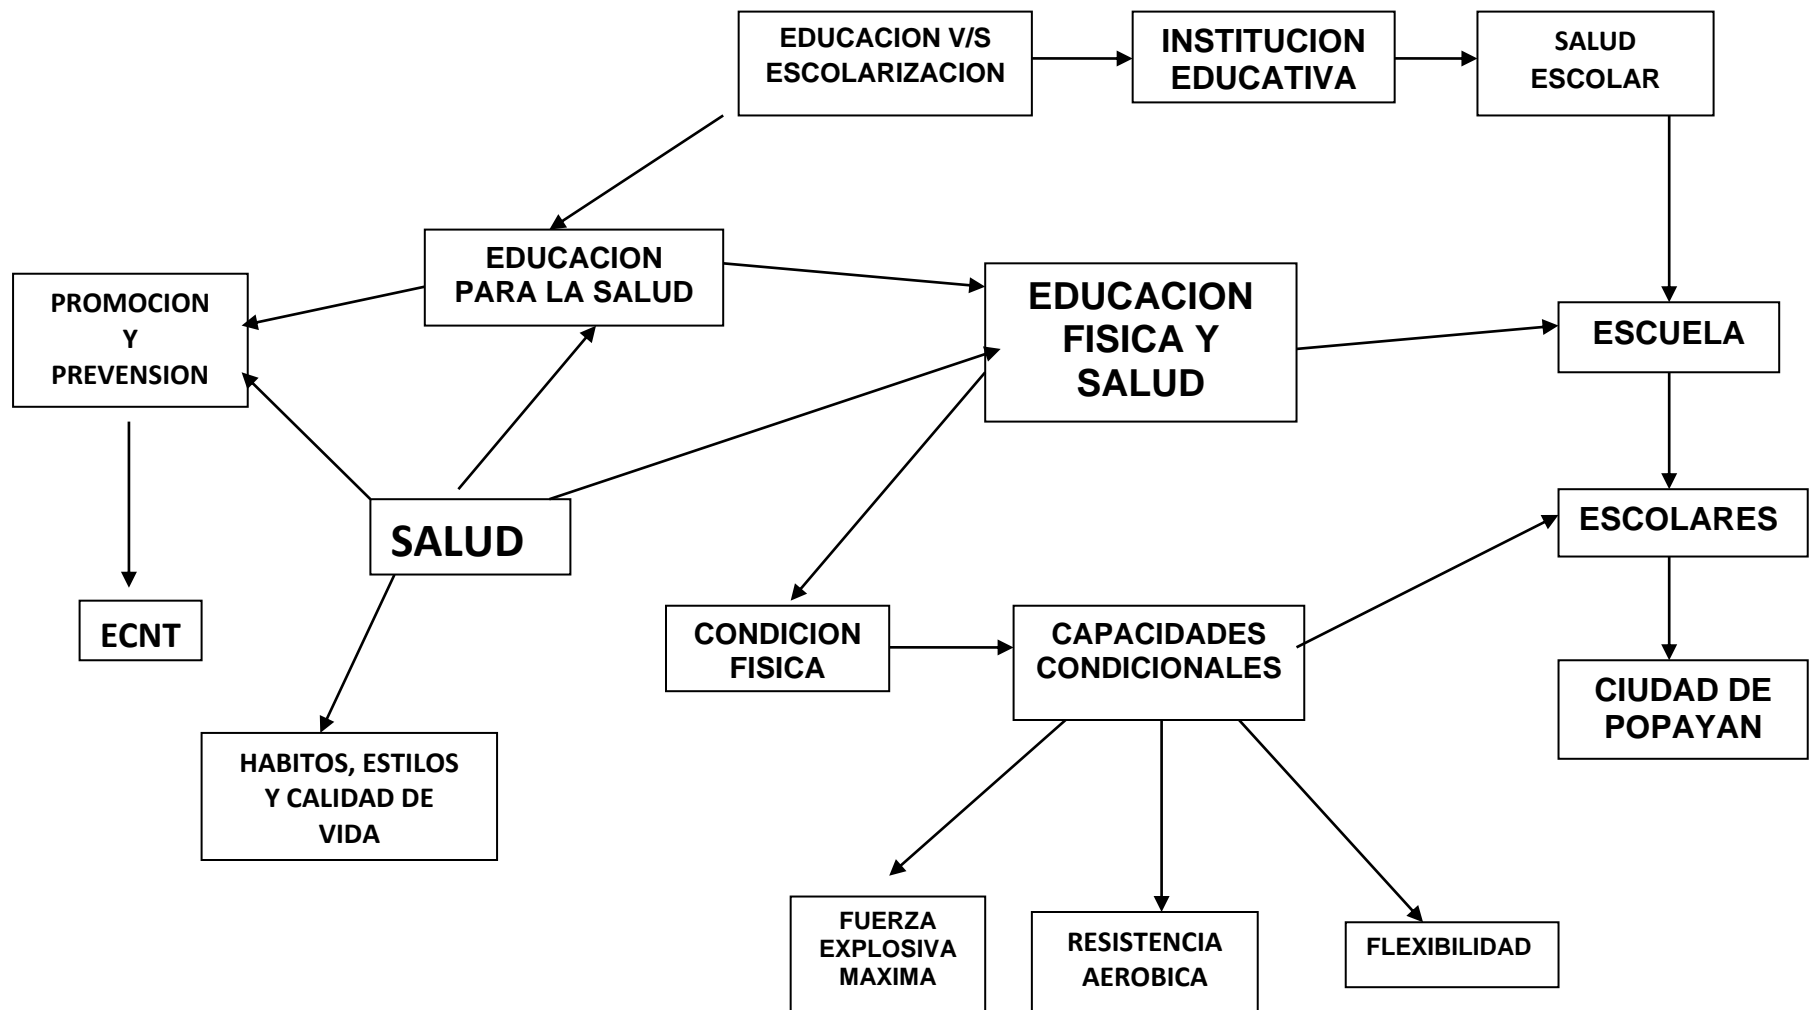 EDUCACION V/S
ESCOLARIZACION
INSTITUCION
EDUCATIVA
SALUD
ESCOLAR
EDUCACION
PARA LA SALUD
PROMOCION
Y
PREVENSION
EDUCACION
FISICA Y
SALUD
ESCUELA
SALUD
ESCOLARES
ECNT
CONDICION
FISICA
CAPACIDADES
CONDICIONALES
CIUDAD DE
POPAYAN
HABITOS, ESTILOS
Y CALIDAD DE
VIDA
FUERZA
EXPLOSIVA
MAXIMA
RESISTENCIA
AEROBICA
FLEXIBILIDAD